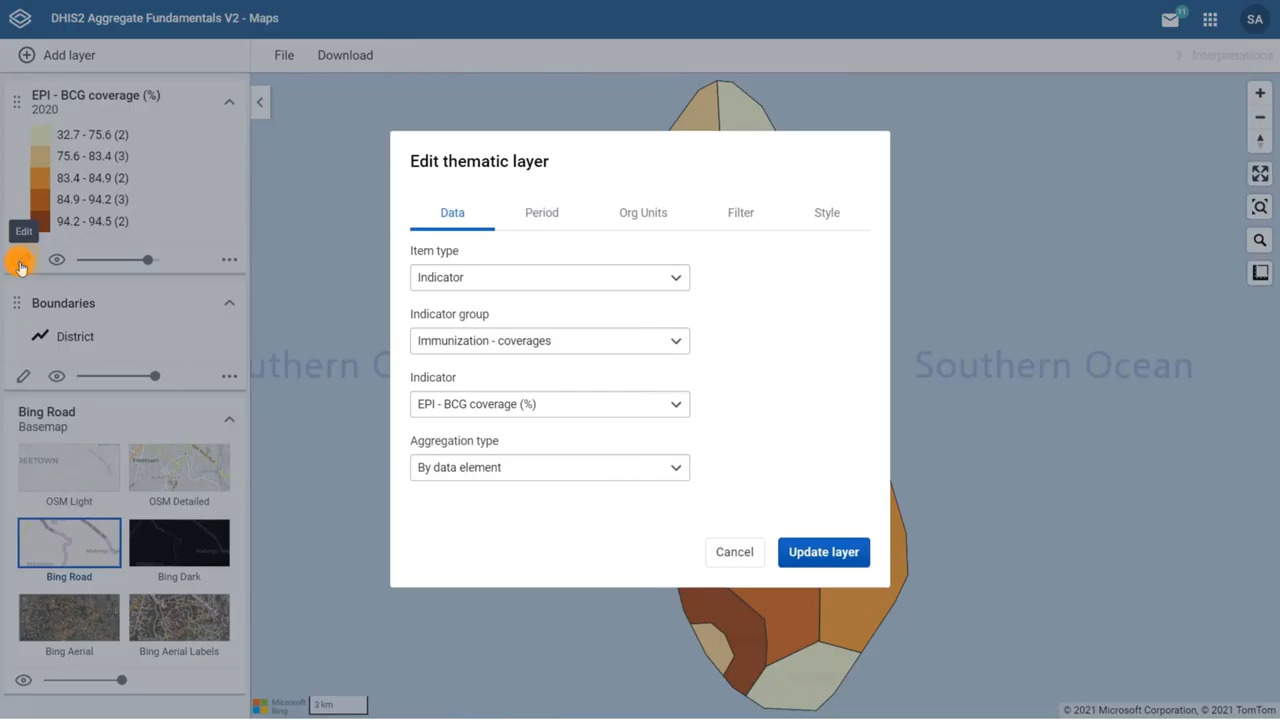 DHIS2 Aggregate Fundamentals V2 - Maps
11
SA
Add layer
File
Download
Interpretations
EPI - BCG coverage (%)
2020
32.7 - 75.6 (2)
75.6 - 83.4 (3)
83.4 - 84.9 (2)
84.9 - 94.2 (3)
94.2 - 94.5 (2)
Edit
Boundaries
District
Bing Road
Basemap
OSM Light
OSM Detailed
Bing Road
Bing Dark
Bing Aerial
Bing Aerial Labels
Edit thematic layer
Data
Period
Org Units
Filter
Style
Item type
Indicator
Indicator group
Immunization - coverages
Indicator
EPI - BCG coverage (%)
Aggregation type
By data element
Cancel
Update layer
Southern Ocean
Microsoft
Bing
3 km
© 2021 Microsoft Corporation, © 2021 TomTom